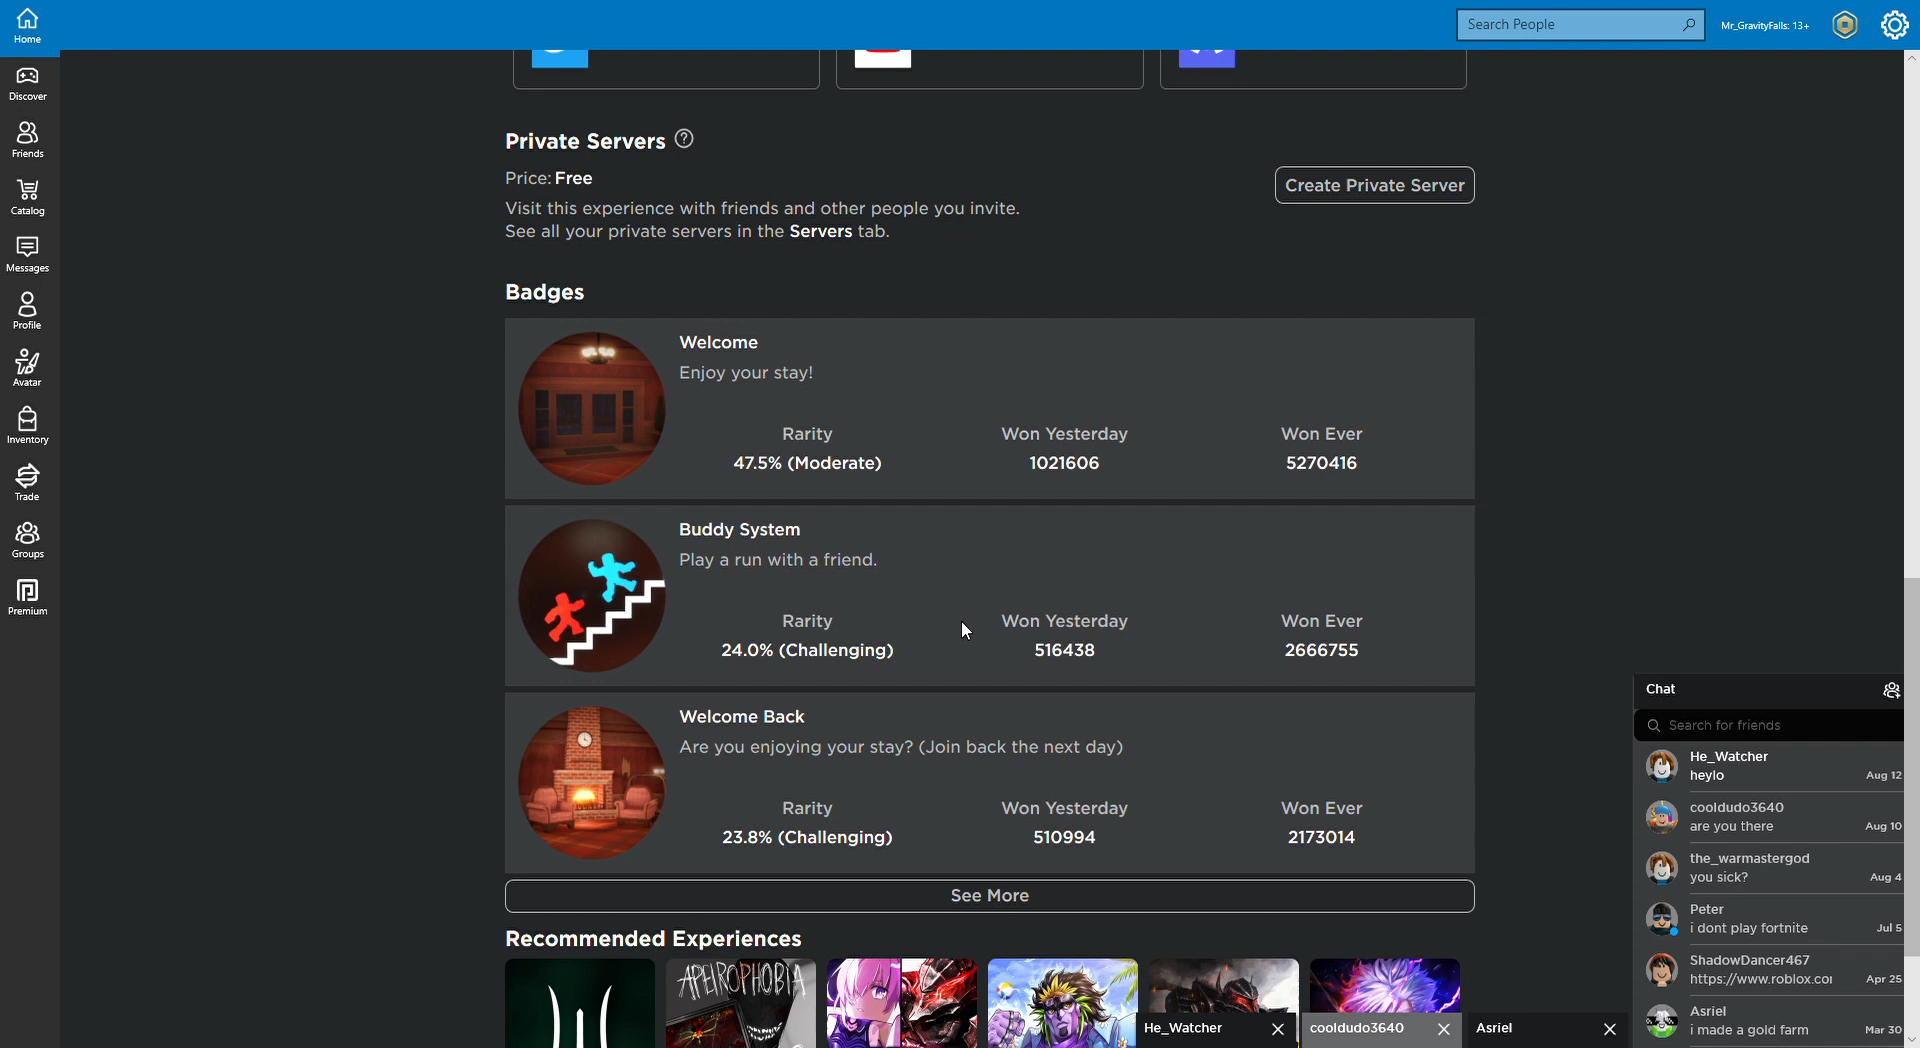 Home
Search People
Mr_GravityFalls: 13+
Discover
Friends
Catalog
Messages
Profile
Avatar
Inventory
Trade
Groups
Premium
Private Servers
Price: Free
Create Private Server
Visit this experience with friends and other people you invite.
See all your private servers in the Servers tab.
Badges
Welcome
Enjoy your stay!
Rarity Won Yesterday Won Ever
47.5% (Moderate) 1021606 5270416
Buddy System
Play a run with a friend.
Rarity Won Yesterday Won Ever
24.0% (Challenging) 516438 2666755
Welcome Back
Are you enjoying your stay? (Join back the next day)
Rarity Won Yesterday Won Ever
23.8% (Challenging) 510994 2173014
See More
Recommended Experiences
APEIROPHOBIA
He_Watcher
cooldudo3640
Asriel
Chat
Search for friends
He_Watcher
heylo Aug 12
cooldudo3640
are you there Aug 10
the_warmastergod
you sick? Aug 4
Peter
i dont play fortnite Jul 5
ShadowDancer467
https://www.roblox.coı Apr 25
Asriel
i made a gold farm Mar 30